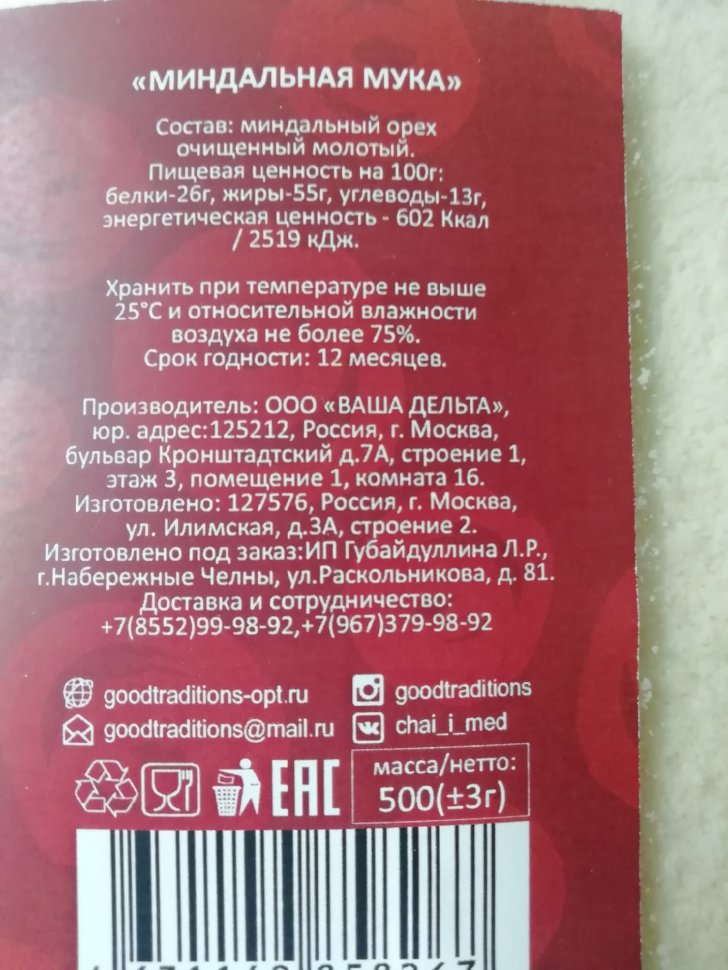 «МИНДАЛЬНАЯ МУКА»
Состав: миндальный орех
очищенный молотый.
Пищевая ценность на 100г:
белки-26г, жиры-55г, углеводы-13г,
энергетическая ценность - 602 Ккал
/ 2519 кДж.
Хранить при температуре не выше
25°С и относительной влажности
воздуха не более 75%.
Срок годности: 12 месяцев.
Производитель: ООО «ВАША ДЕЛЬТА»,
юр. адрес:125212, Россия, г. Москва,
бульвар Кронштадтский д.7А, строение 1,
этаж 3, помещение 1, комната 16.
Изготовлено: 127576, Россия, г. Москва,
ул. Илимская, д.3А, строение 2.
Изготовлено под заказ:ИП Губайдуллина Л.Р.,
г.Набережные Челны, ул.Раскольникова, д. 81.
Доставка и сотрудничество:
+7(8552)99-98-92,+7(967)379-98-92
goodtraditions-opt.ru goodtraditions
goodtraditions@mail.ru chai_i_med
EAC
масса/нетто:
500(±3г)